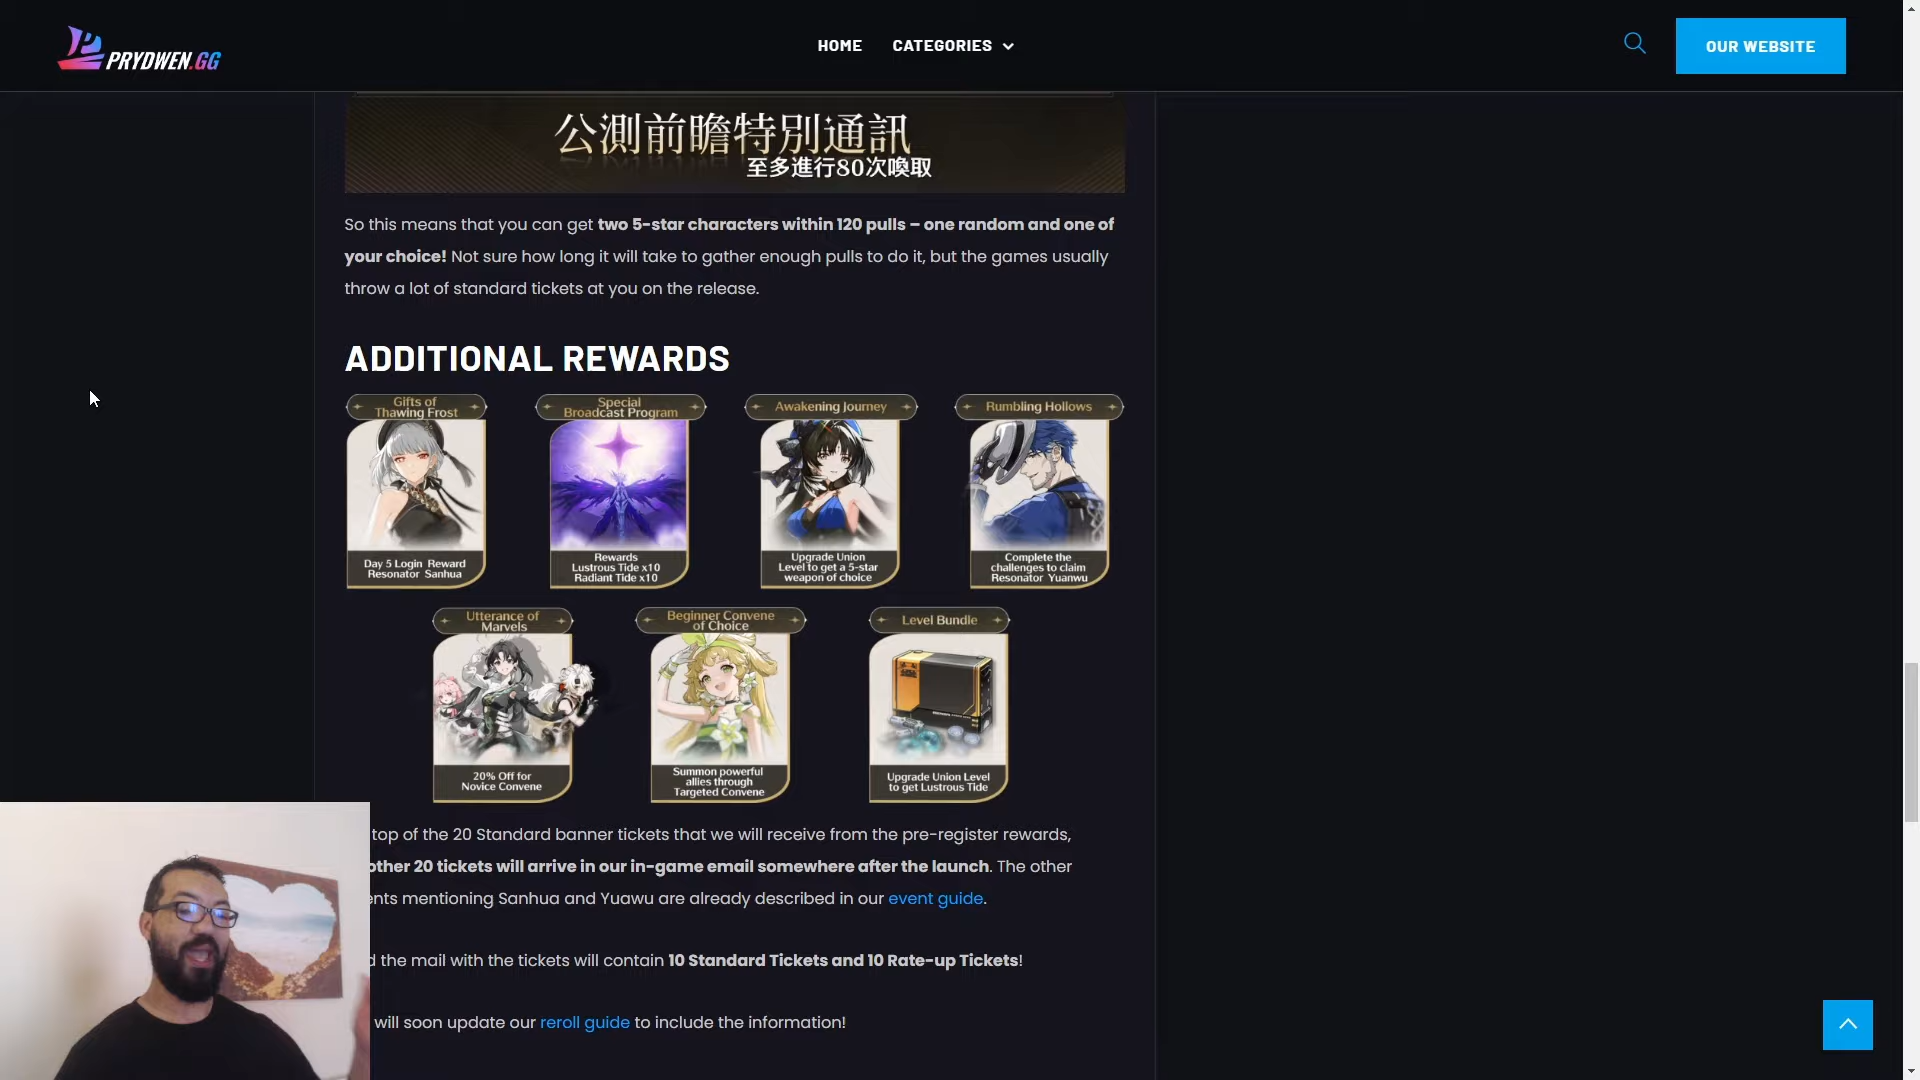 PRYDWEN.GG
HOME
CATEGORIES
OUR WEBSITE
公測前瞻特別通訊
至多進行80次喚取
So this means that you can get two 5-star characters within 120 pulls – one random and one of
your choice! Not sure how long it will take to gather enough pulls to do it, but the games usually
throw a lot of standard tickets at you on the release.
ADDITIONAL REWARDS
Gifts of
Thawing Frost
Day 5 Login Reward
Resonator Sanhua
Special
Broadcast Program
Rewards
Lustrous Tide x10
Radiant Tide x10
Awakening Journey
Upgrade Union
Level to get a 5-star
weapon of choice
Rumbling Hollows
Complete the
challenges to claim
Resonator Yuanwu
Utterance of
Marvels
20% Off for
Novice Convene
Beginner Convene
of Choice
Summon powerful
allies through
Targeted Convene
Level Bundle
Upgrade Union Level
to get Lustrous Tide
top of the 20 Standard banner tickets that we will receive from the pre-register rewards,
other 20 tickets will arrive in our in-game email somewhere after the launch. The other
ents mentioning Sanhua and Yuawu are already described in our event guide.
d the mail with the tickets will contain 10 Standard Tickets and 10 Rate-up Tickets!
will soon update our reroll guide to include the information!